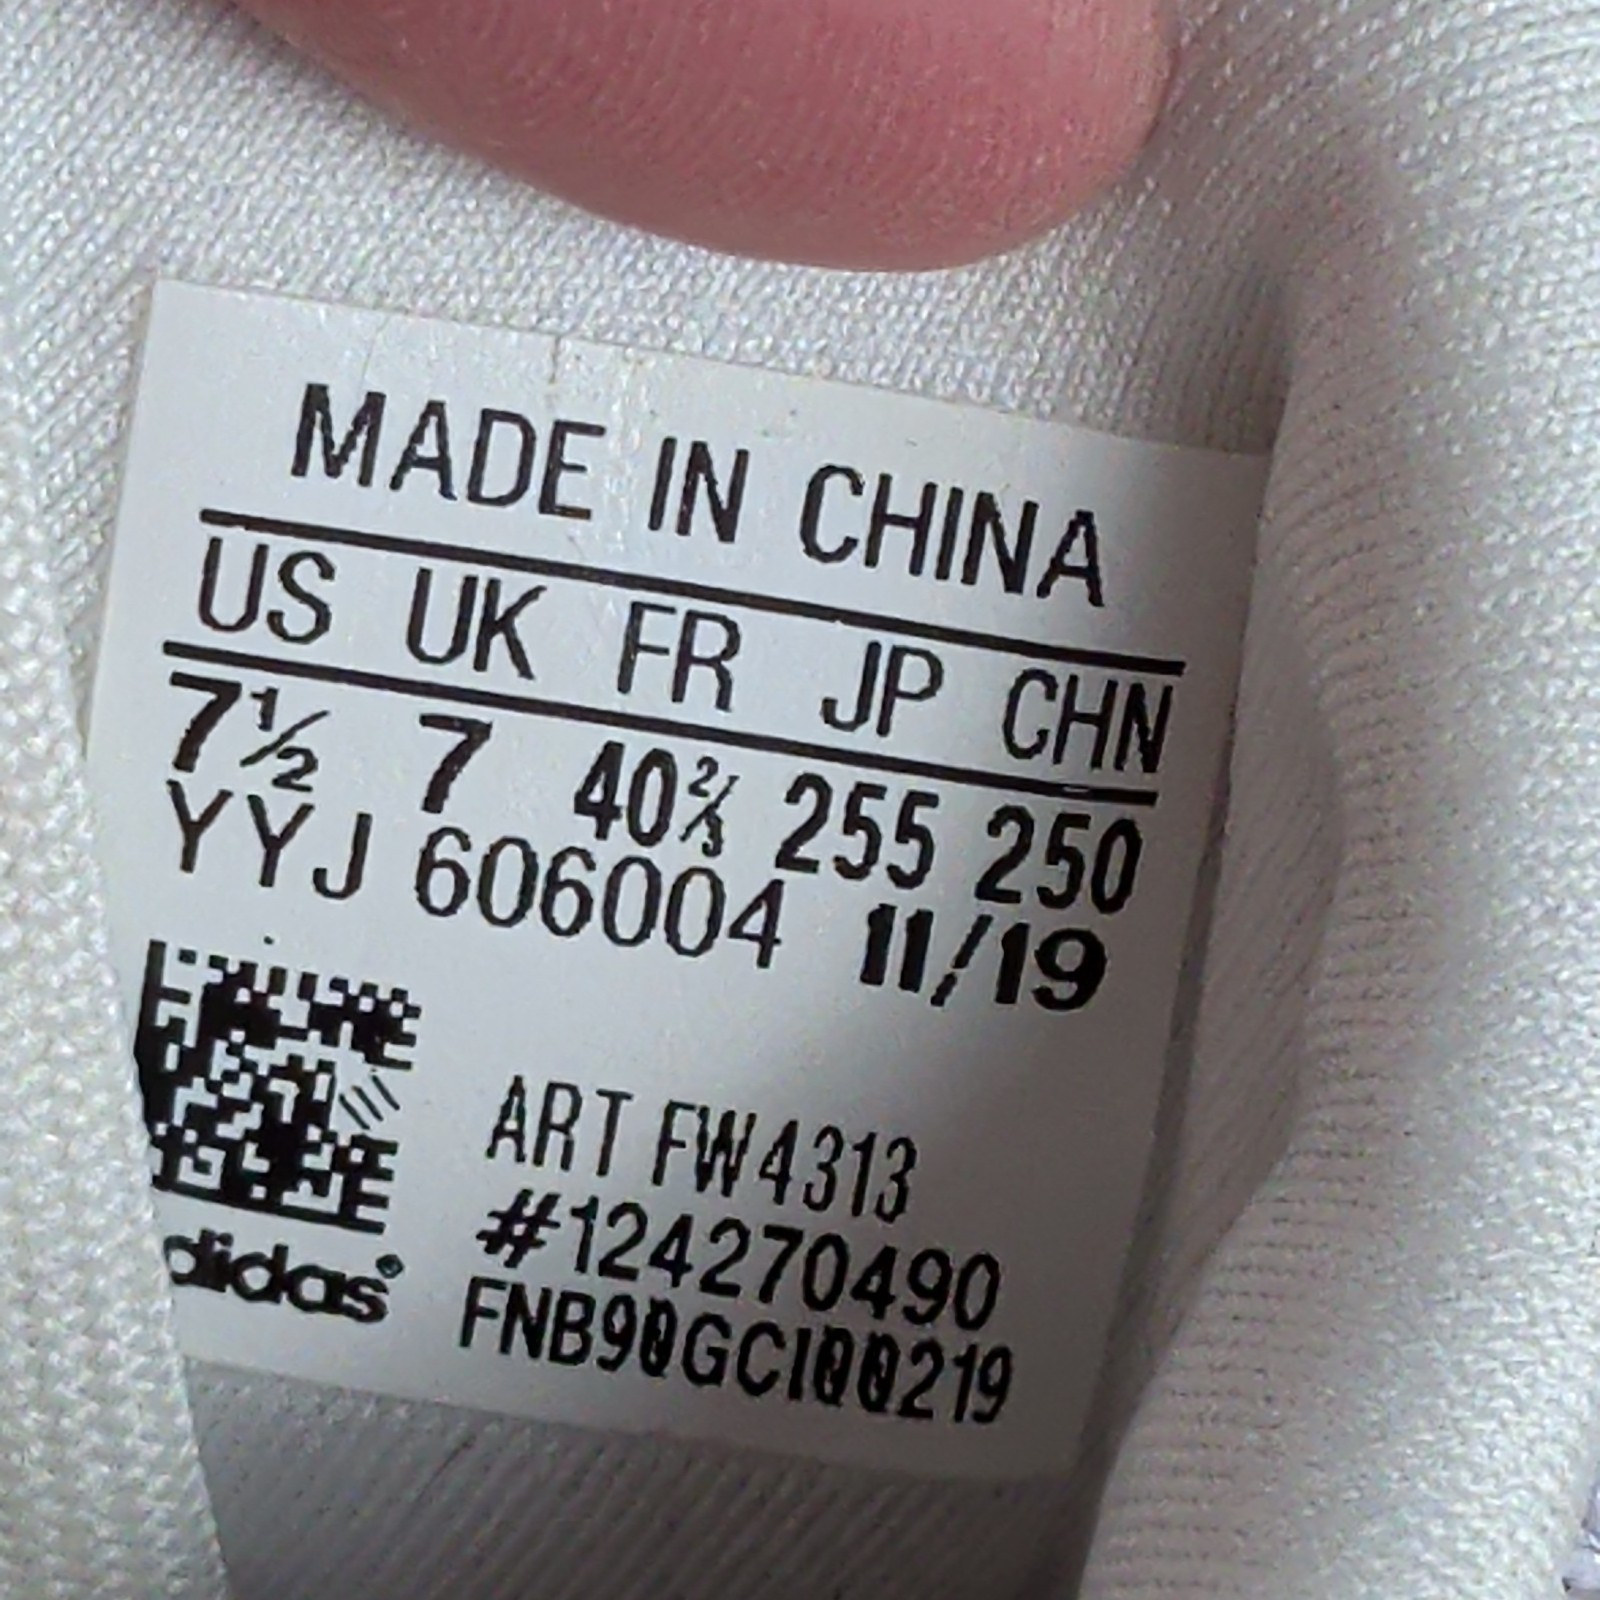 MADE IN CHINA
US UK FR JP CHN
7½ 7 40⅔ 255 250
YYJ 606004 11/19
ART FW4313
#124270490
FNB90GCI00219
adidas®